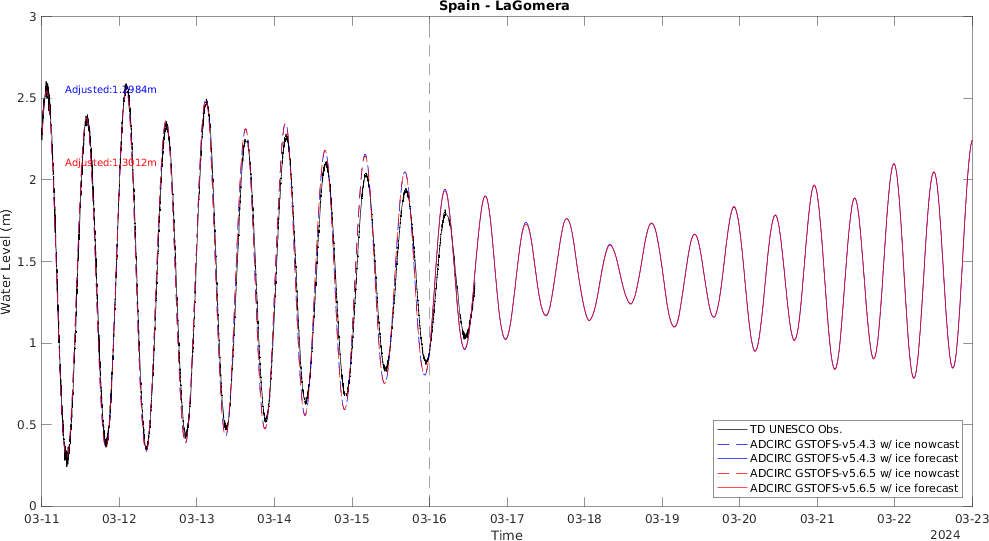 Spain - LaGomera
3
2.5
2
1.5
1
0.5
0
Water Level (m)
Adjusted:1.2984m
Adjusted:1.3012m
TD UNESCO Obs.
ADCIRC GSTOFS-v5.4.3 w/ ice nowcast
ADCIRC GSTOFS-v5.4.3 w/ ice forecast
ADCIRC GSTOFS-v5.6.5 w/ ice nowcast
ADCIRC GSTOFS-v5.6.5 w/ ice forecast
03-11 03-12 03-13 03-14 03-15 03-16 03-17 03-18 03-19 03-20 03-21 03-22 03-23
Time
2024